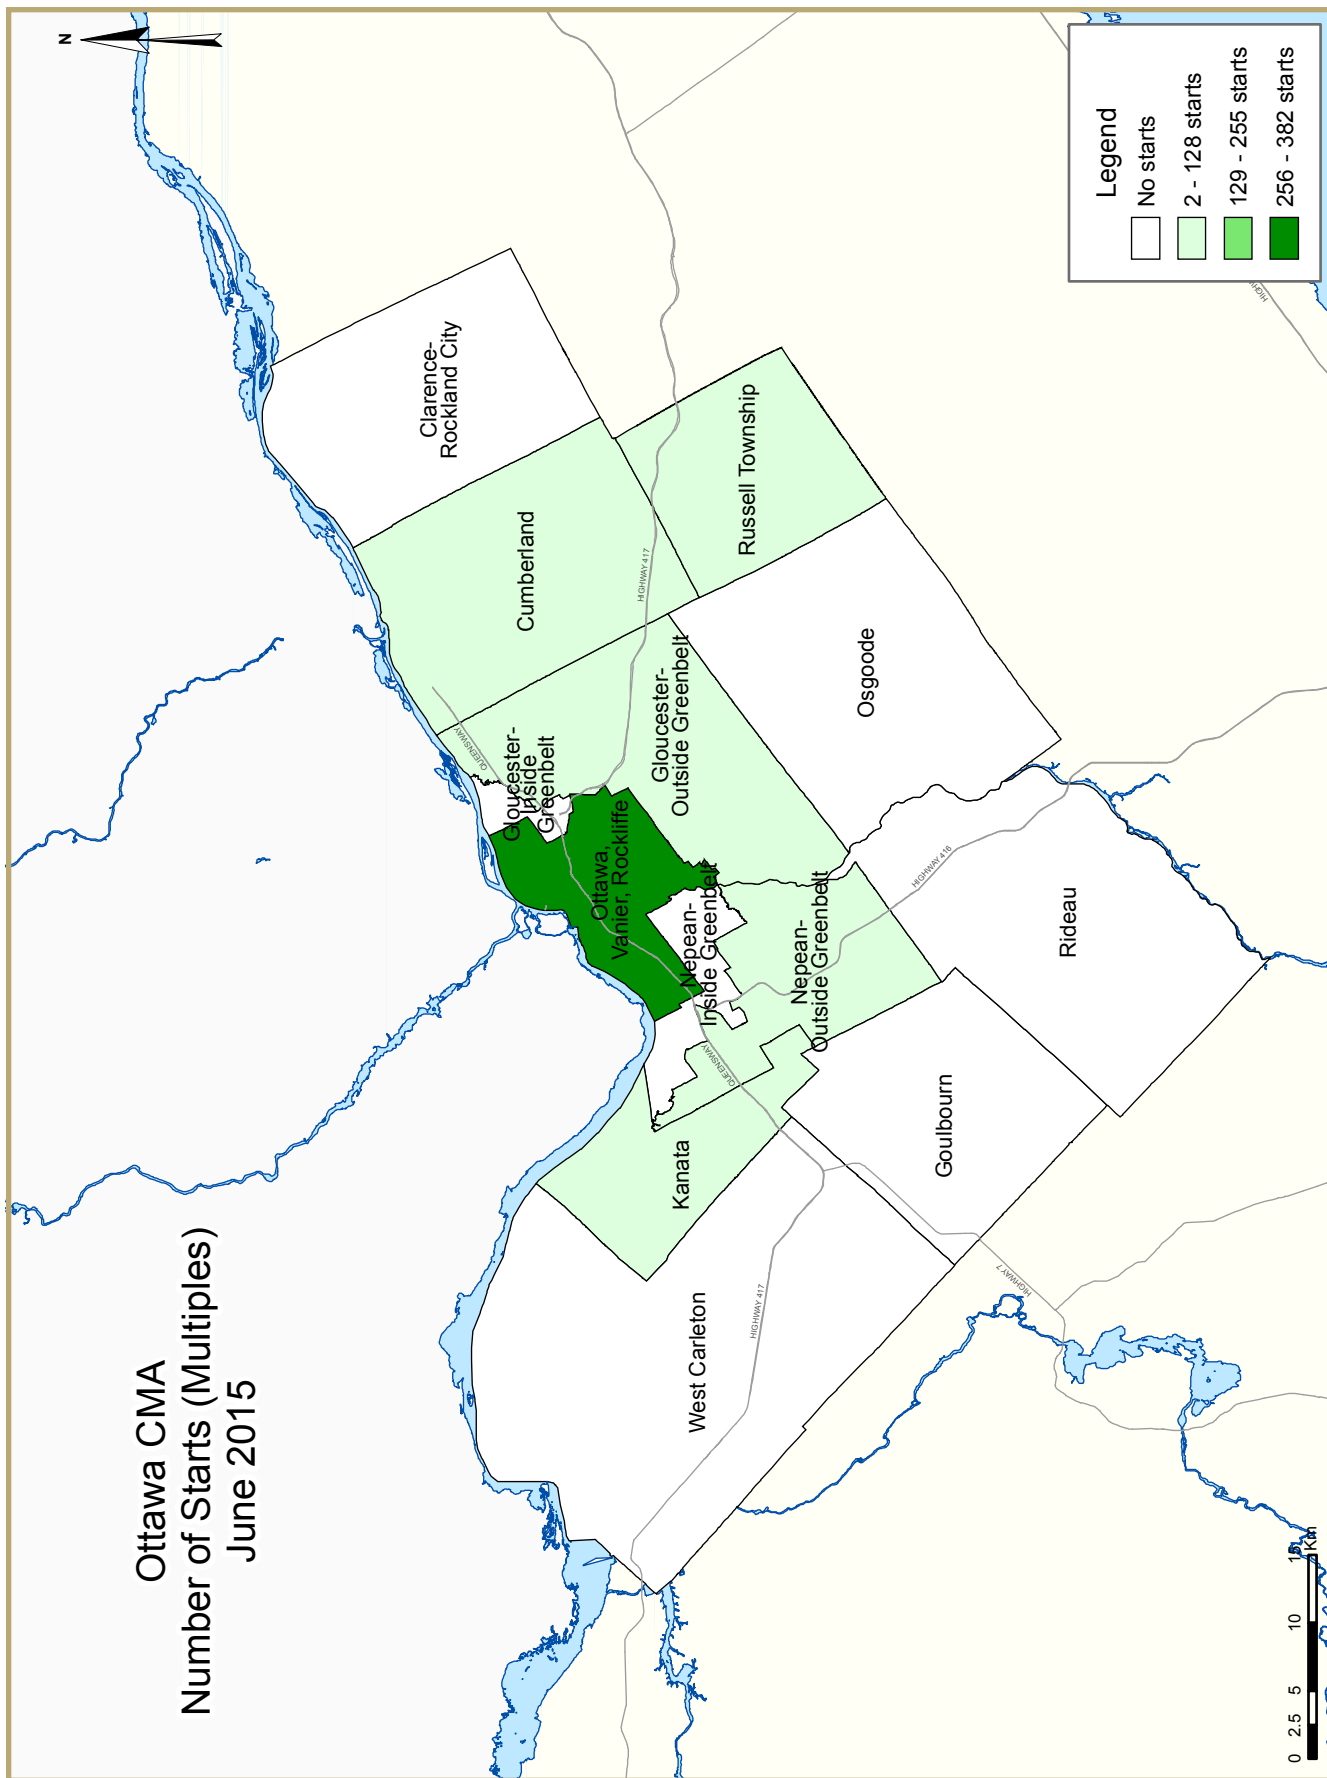 Ottawa CMA
Number of Starts (Multiples)
June 2015
N
Clarence-
Rockland City
Cumberland
Russell Township
Gloucester-
Inside
Greenbelt
Gloucester-
Outside Greenbelt
Ottawa,
Vanier, Rockliffe
Osgoode
Nepean-
Inside Greenbelt
Nepean-
Outside Greenbelt
Rideau
Kanata
Goulbourn
West Carleton
QUEENSWAY
HIGHWAY 417
HIGHWAY 416
QUEENSWAY
HIGHWAY 417
HIGHWAY 7
Legend
No starts
2 - 128 starts
129 - 255 starts
256 - 382 starts
0 2.5 5 10 15
Km